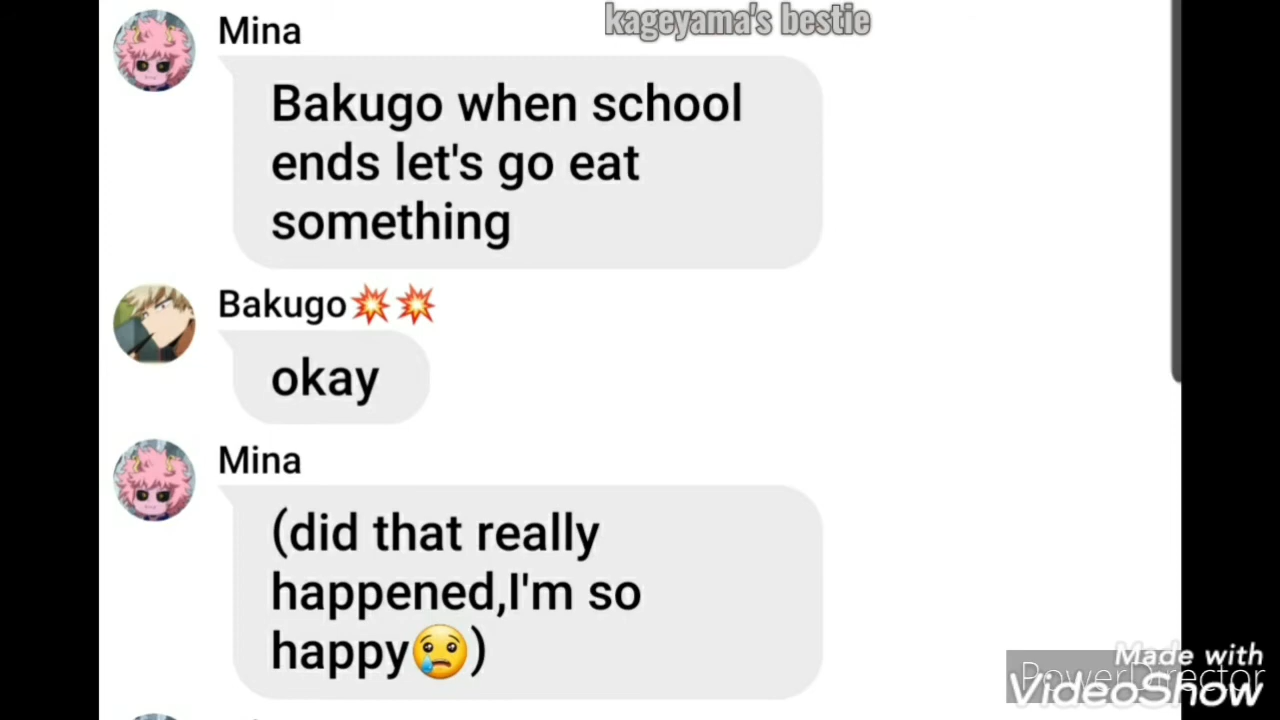 kageyama's bestie
Mina
Bakugo when school
ends let's go eat
something
Bakugo💥💥
okay
Mina
(did that really
happened,I'm so
happy😢)
Made with
PowerDirector
VideoShow